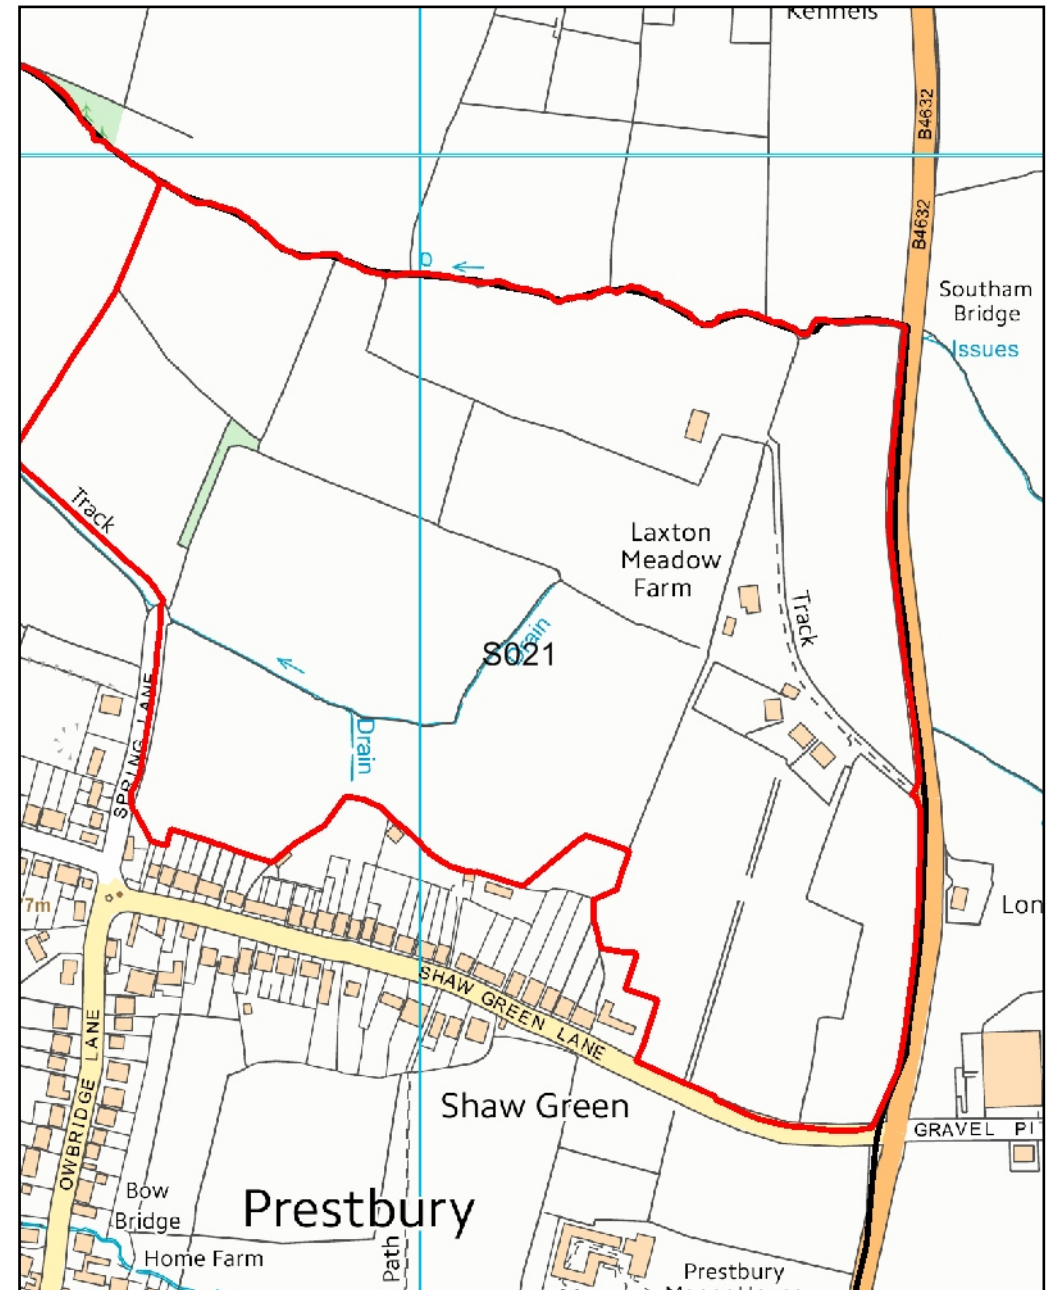 Kennels
B4632
B4632
Southam
Bridge
Issues
Track
Laxton
Meadow
Farm
Track
Drain
S021
SPRING LANE
Drain
7m
Lon
SHAW GREEN LANE
OWBRIDGE LANE
Shaw Green
GRAVEL PI
Bow
Bridge
Prestbury
Home Farm
Path
Prestbury